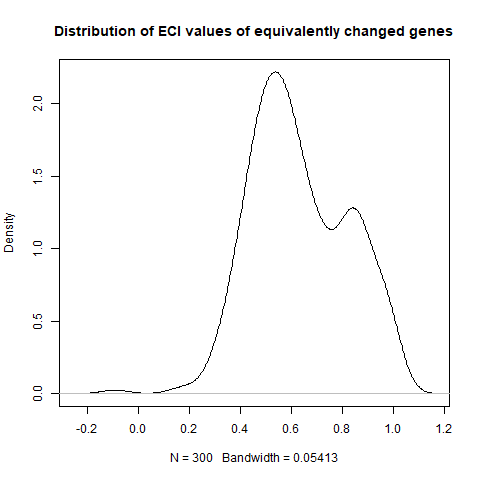 Distribution of ECI values of equivalently changed genes
Density
2.0
1.5
1.0
0.5
0.0
-0.2 0.0 0.2 0.4 0.6 0.8 1.0 1.2
N = 300 Bandwidth = 0.05413